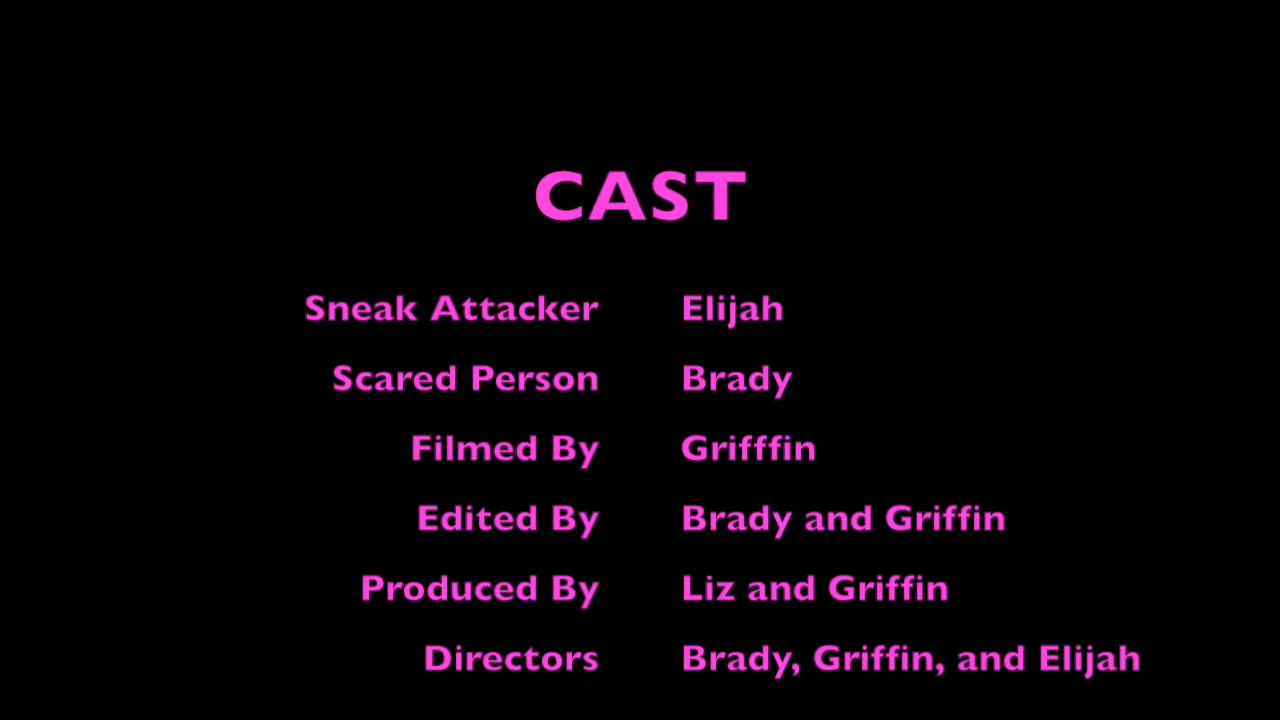 CAST
Sneak Attacker Elijah
Scared Person Brady
Filmed By Grifffin
Edited By Brady and Griffin
Produced By Liz and Griffin
Directors Brady, Griffin, and Elijah